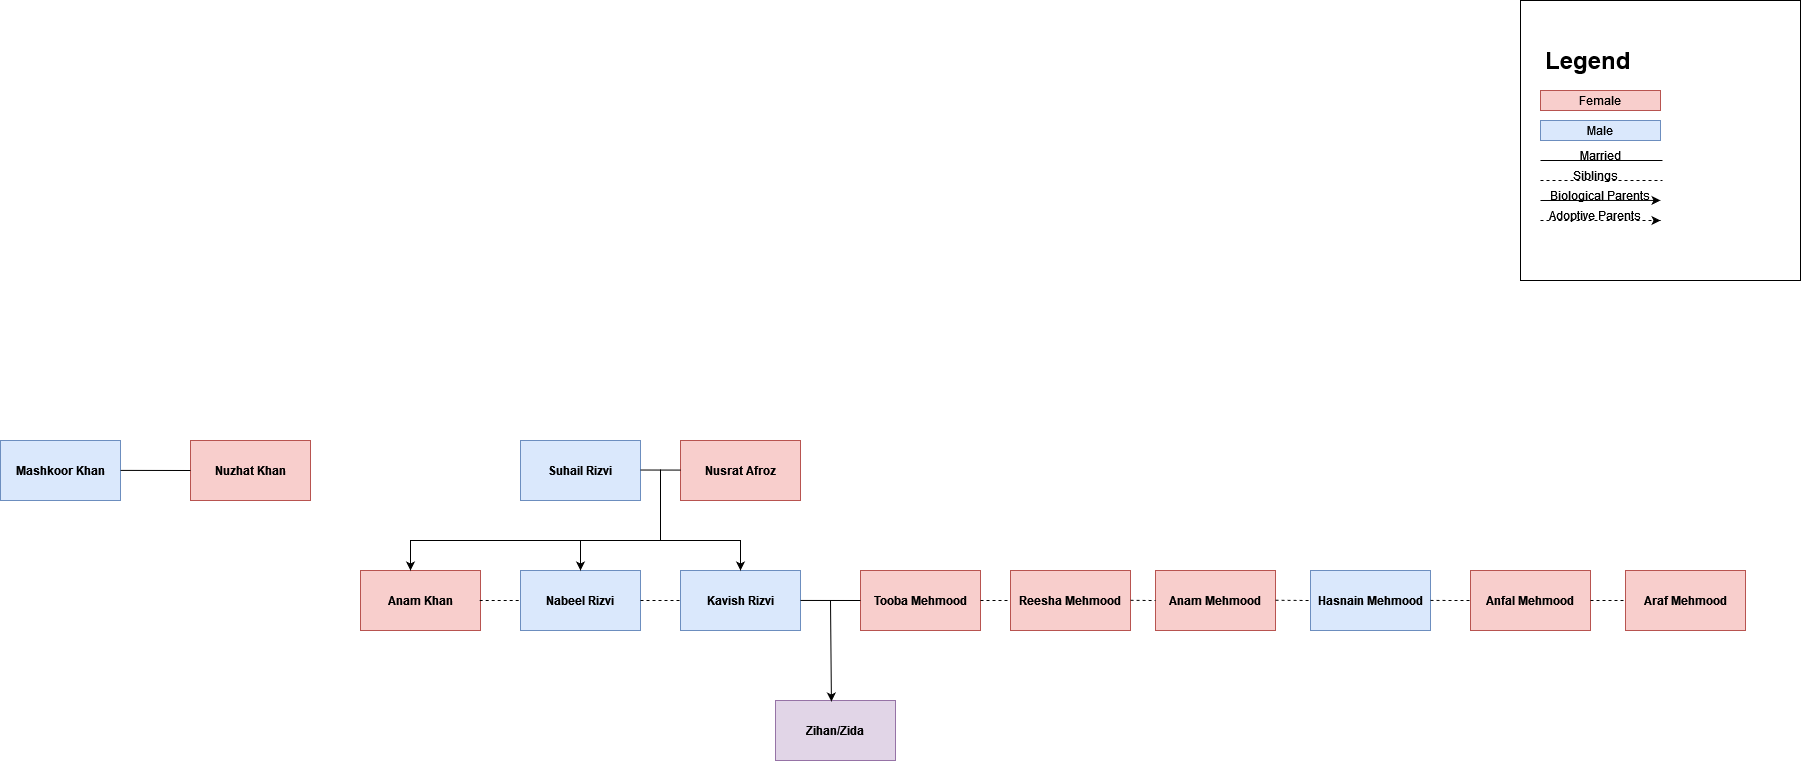 Legend
Female
Male
Married
Siblings
Biological Parents
Adoptive Parents
Mashkoor Khan
Nuzhat Khan
Suhail Rizvi
Nusrat Afroz
Anam Khan
Nabeel Rizvi
Kavish Rizvi
Tooba Mehmood
Reesha Mehmood
Anam Mehmood
Hasnain Mehmood
Anfal Mehmood
Araf Mehmood
Zihan/Zida